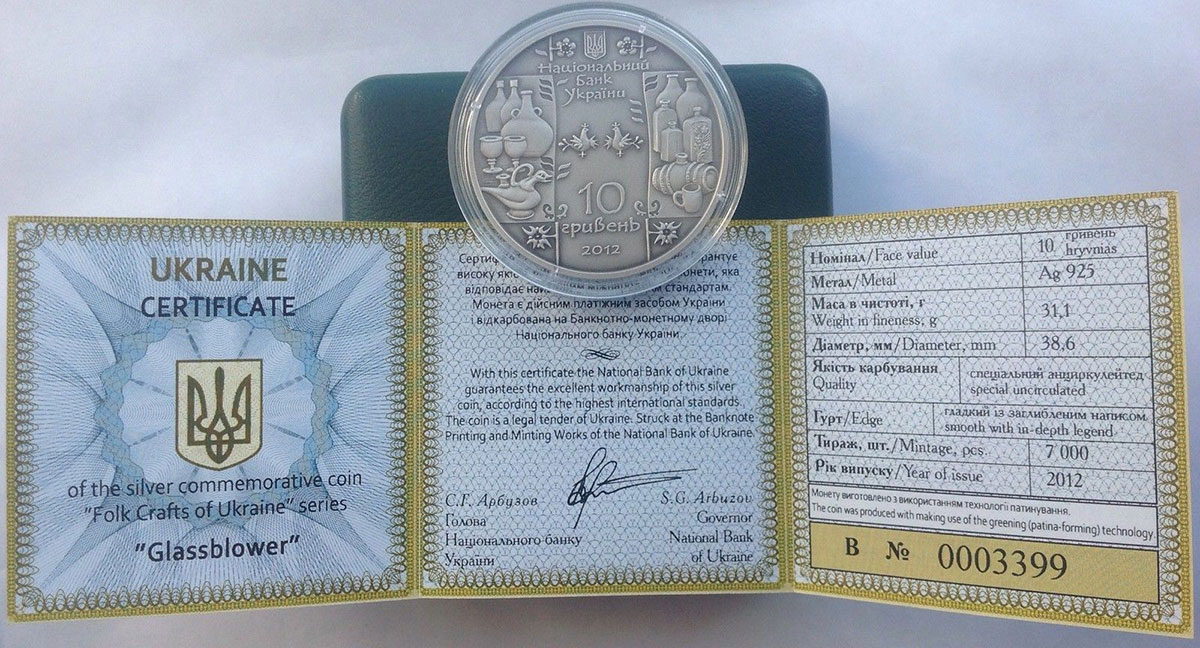 Національний
Банк
України
10
гривень
2012
UKRAINE
CERTIFICATE
of the silver commemorative coin
"Folk Crafts of Ukraine" series
"Glassblower"
високу
монети, яка
відповідає стандартам.
Монета є дійсним платіжним засобом України
і відкарбована на Банкнотно-монетному дворі
Національного банку України.
With this certificate the National Bank of Ukraine
guarantees the excellent workmanship of this silver
coin, according to the highest international standards.
The coin is a legal tender of Ukraine. Struck at the Banknote
Printing and Minting Works of the National Bank of Ukraine.
С.Г. Арбузов
Голова
Національного банку
України
S.G. Arbuzov
Governor
National Bank
of Ukraine
Номінал/Face value 10 гривень hryvnias
Метал/Metal Ag 925
Маса в чистоті, г
Weight in fineness, g 31,1
Діаметр, мм/Diameter, mm 38.6
Якість карбування
Quality
спеціальний анциркулейтед
special uncirculated
Гурт/Edge
гладкий із заглибленим написом
smooth with in-depth legend
Тираж, шт./Mintage, pcs. 7 000
Рік випуску/Year of issue 2012
Монету виготовлено з використанням технології патинування.
The coin was produced with making use of the greening (patina-forming) technology.
В № 0003399